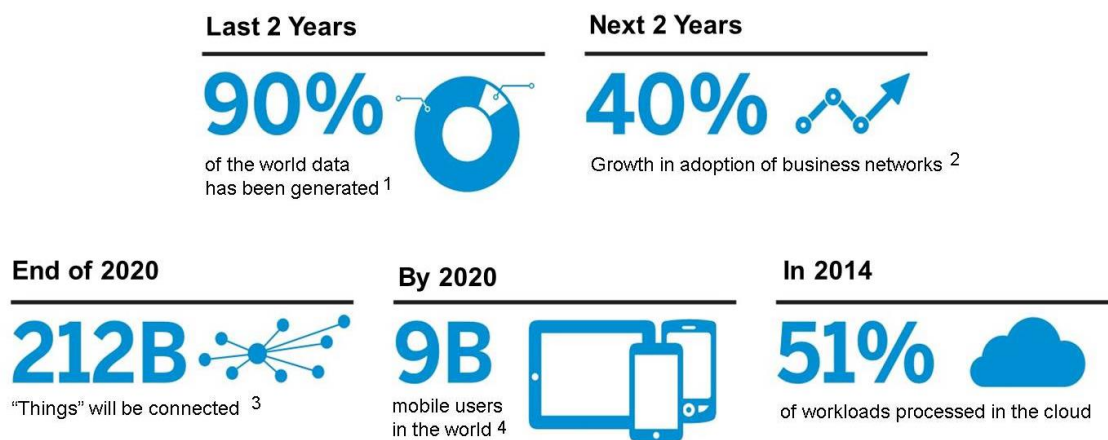 Last 2 Years
90%
of the world data
has been generated 1
Next 2 Years
40%
Growth in adoption of business networks 2
End of 2020
212B
“Things” will be connected 3
By 2020
9B
mobile users
in the world 4
In 2014
51%
of workloads processed in the cloud